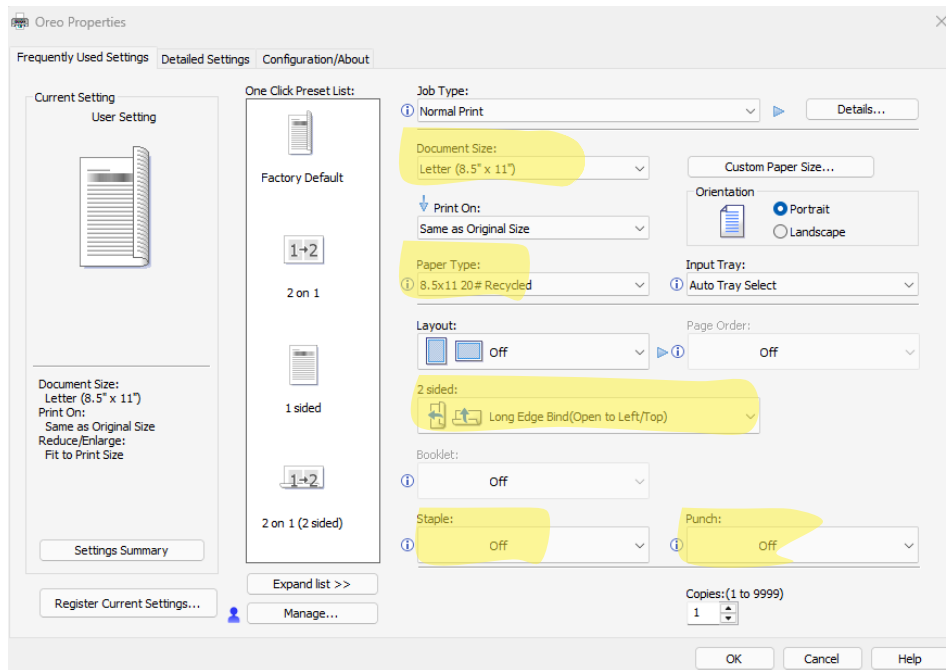 Oreo Properties
Frequently Used Settings Detailed Settings Configuration/About
Current Setting
User Setting
Document Size:
Letter (8.5" x 11")
Print On:
Same as Original Size
Reduce/Enlarge:
Fit to Print Size
Settings Summary
Register Current Settings...
One Click Preset List:
Factory Default
1→2
2 on 1
1 sided
1→2
2 on 1 (2 sided)
Expand list >>
Manage...
Job Type:
Normal Print
Details...
Document Size:
Letter (8.5" x 11")
Custom Paper Size...
Print On:
Same as Original Size
Orientation
Portrait
Landscape
Paper Type:
8.5x11 20# Recycled
Input Tray:
Auto Tray Select
Layout:
Off
Page Order:
Off
2 sided:
Long Edge Bind(Open to Left/Top)
Booklet:
Off
Staple:
Off
Punch:
Off
Copies:(1 to 9999)
1
OK Cancel Help